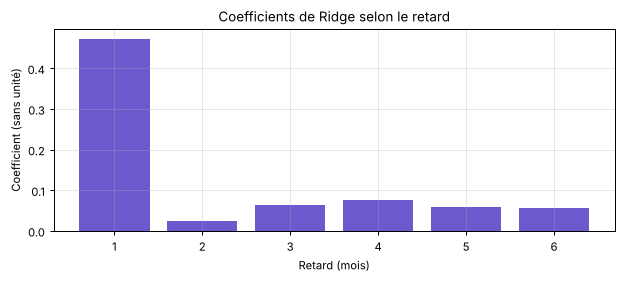 Coefficients de Ridge selon le retard
Coefficient (sans unité)
0.4
0.3
0.2
0.1
0.0
1 2 3 4 5 6
Retard (mois)